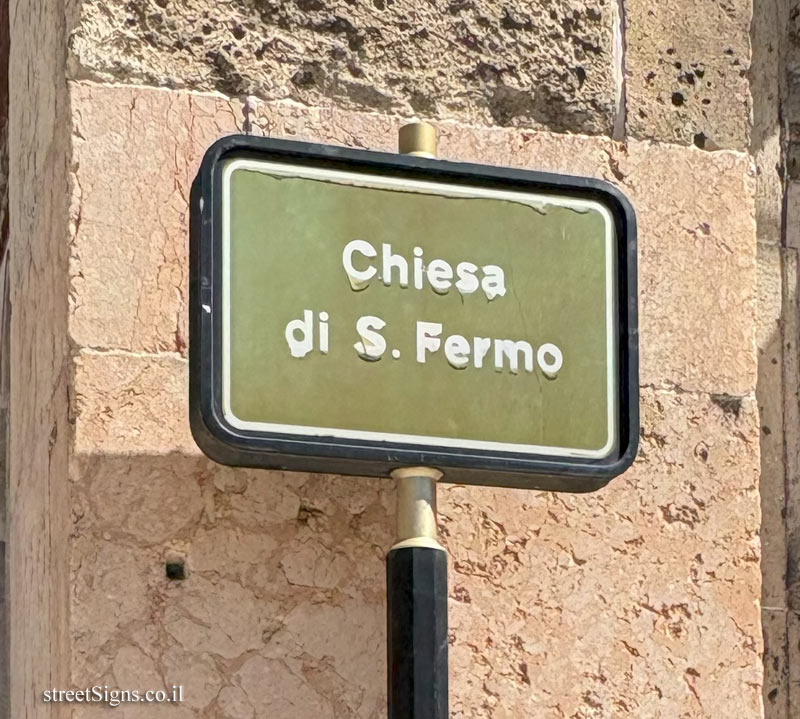 Chiesa
di S. Fermo
streetSigns.co.il